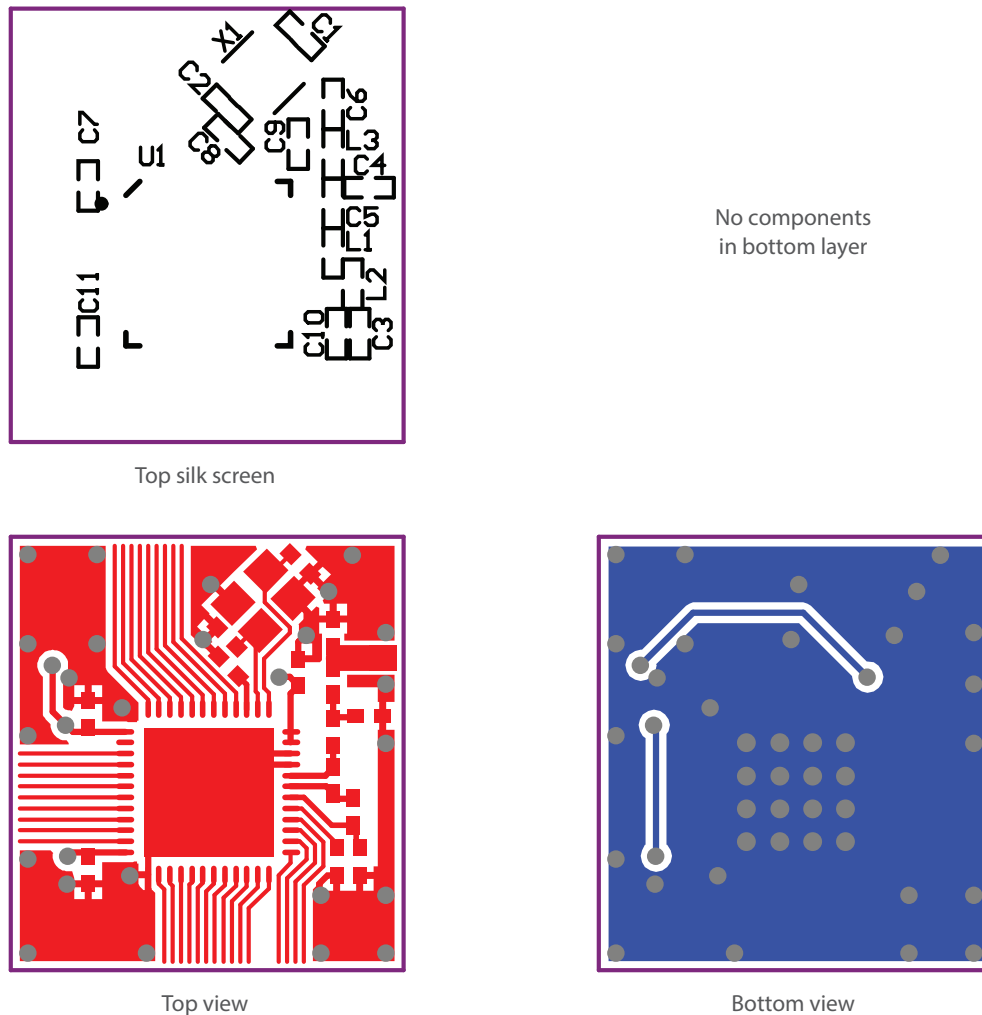 X1
C1
C2
C6
C7
C9
C8
L3
U1
C4
C5
L1
L2
C11
C10
C3
No components
in bottom layer
Top silk screen
Top view
Bottom view